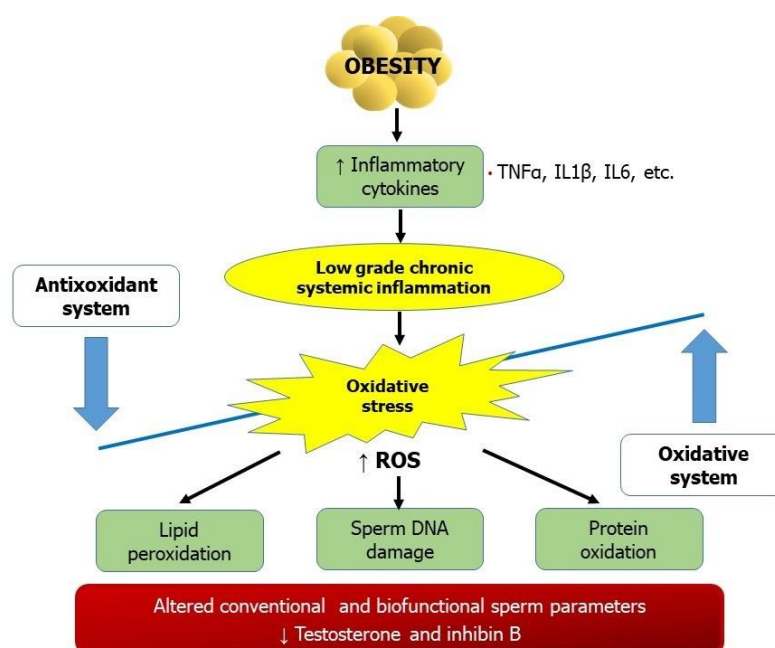 OBESITY
↑ Inflammatory
cytokines
• TNFα, IL1β, IL6, etc.
Low grade chronic
systemic inflammation
Antixoxidant
system
Oxidative
stress
↑ ROS
Oxidative
system
Lipid
peroxidation
Sperm DNA
damage
Protein
oxidation
Altered conventional and biofunctional sperm parameters
↓ Testosterone and inhibin B